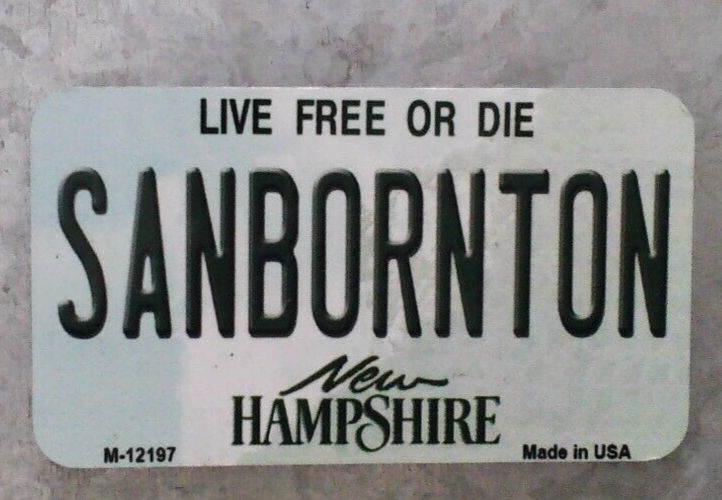 LIVE FREE OR DIE
SANBORNTON
New
HAMPSHIRE
M-12197 Made in USA